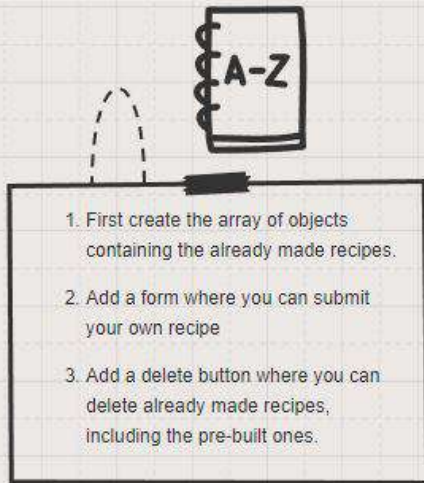 A-Z
1. First create the array of objects
containing the already made recipes.
2. Add a form where you can submit
your own recipe
3. Add a delete button where you can
delete already made recipes,
including the pre-built ones.